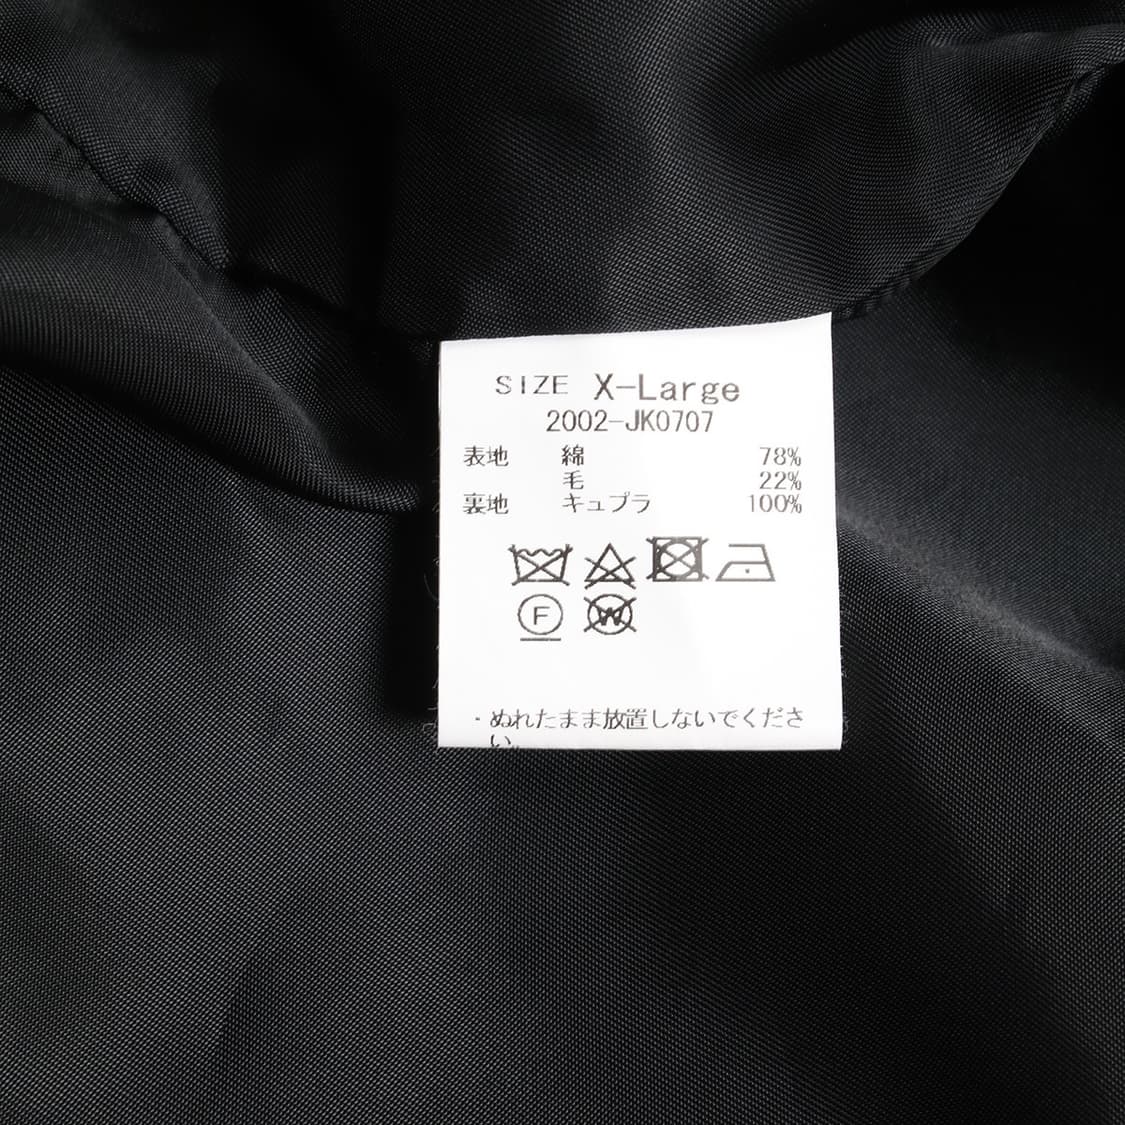 SIZE X-Large
2002-JK0707
表地 綿 78%
毛 22%
裏地 キュプラ 100%
F W
・ぬれたまま放置しないでくださ
い。